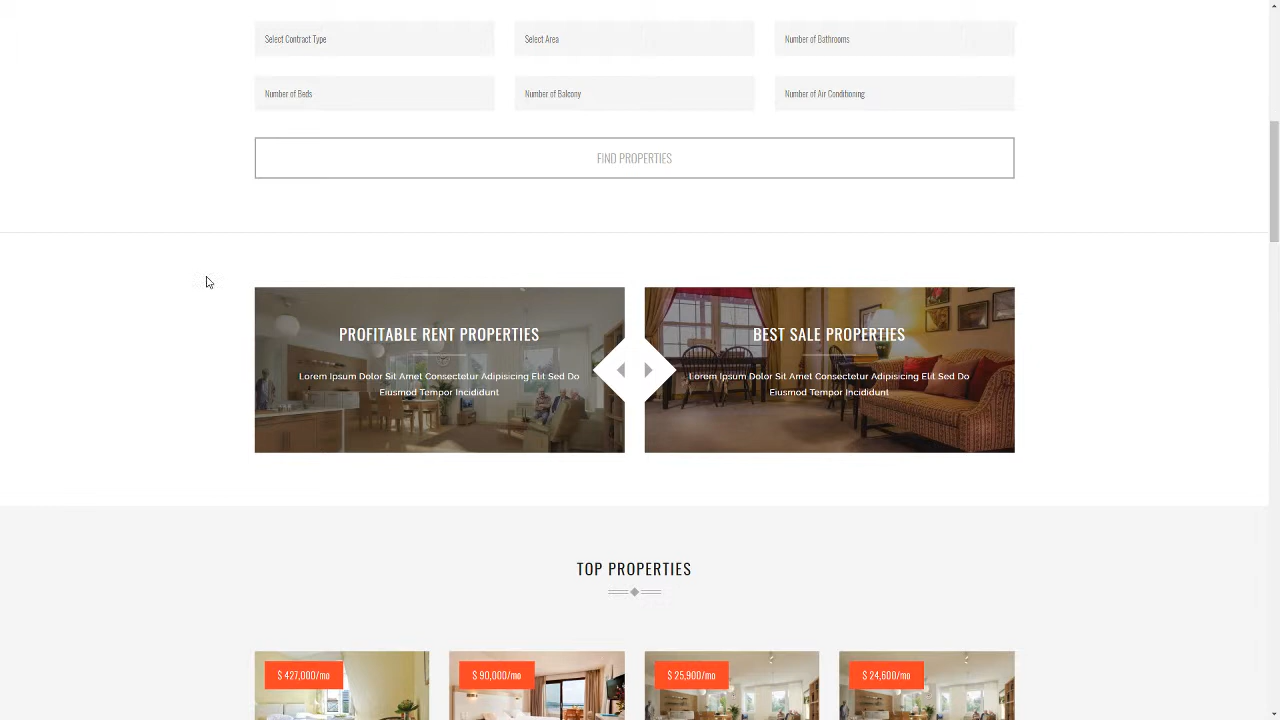 Select Contract Type
Select Area
Number of Bathrooms
Number of Beds
Number of Balcony
Number of Air Conditioning
FIND PROPERTIES
PROFITABLE RENT PROPERTIES
Lorem Ipsum Dolor Sit Amet Consectetur Adipisicing Elit Sed Do
Eiusmod Tempor Incididunt
BEST SALE PROPERTIES
Lorem Ipsum Dolor Sit Amet Consectetur Adipisicing Elit Sed Do
Eiusmod Tempor Incididunt
TOP PROPERTIES
$ 427,000/mo
$ 90,000/mo
$ 25,900/mo
$ 24,600/mo